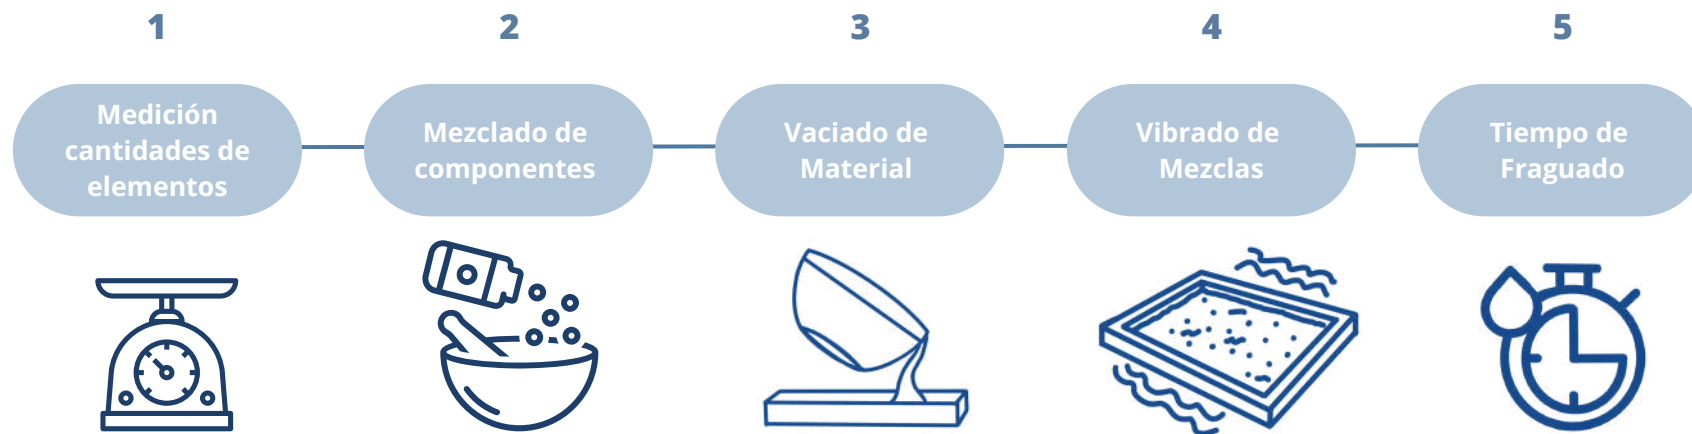 1
2
3
4
5
Medición
cantidades de
elementos
Mezclado de
componentes
Vaciado de
Material
Vibrado de
Mezclas
Tiempo de
Fraguado